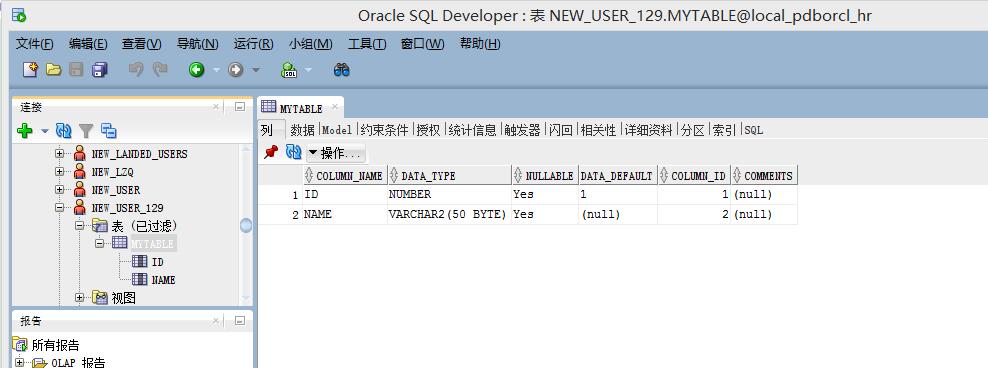 Oracle SQL Developer : 表 NEW_USER_129.MYTABLE@local_pdborcl_hr
文件(F) 编辑(E) 查看(V) 导航(N) 运行(R) 小组(M) 工具(T) 窗口(W) 帮助(H)
SQL
连接
NEW_LANDED_USERS
NEW_LZQ
NEW_USER
NEW_USER_129
表 (已过滤)
MYTABLE
ID
NAME
视图
报告
所有报告
OLAP 报告
MYTABLE
列 数据 Model 约束条件 授权 统计信息 触发器 闪回 相关性 详细资料 分区 索引 SQL
操作...
COLUMN_NAME DATA_TYPE NULLABLE DATA_DEFAULT COLUMN_ID COMMENTS
1 ID NUMBER Yes 1 1 (null)
2 NAME VARCHAR2(50 BYTE) Yes (null) 2 (null)